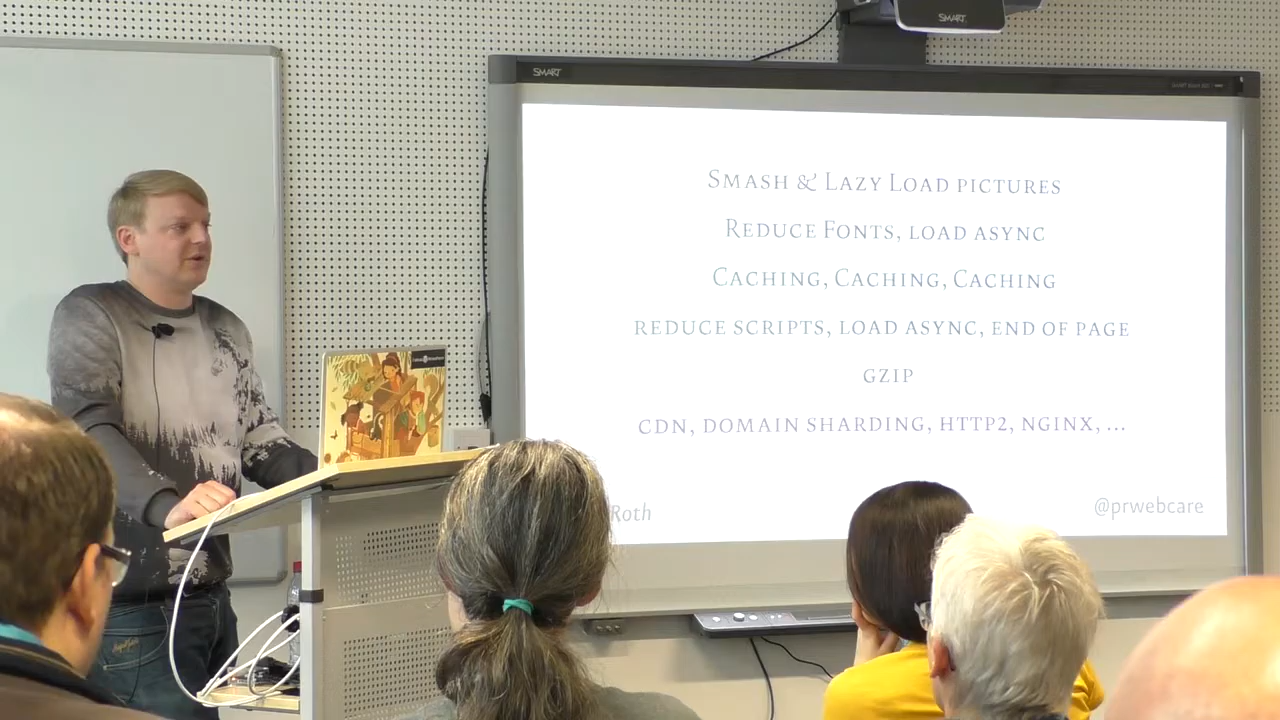 SMART
SMART
Smash & Lazy Load pictures
Reduce Fonts, load async
Caching, Caching, Caching
reduce scripts, load async, end of page
gzip
cdn, domain sharding, http2, nginx, ...
Roth
@prwebcare